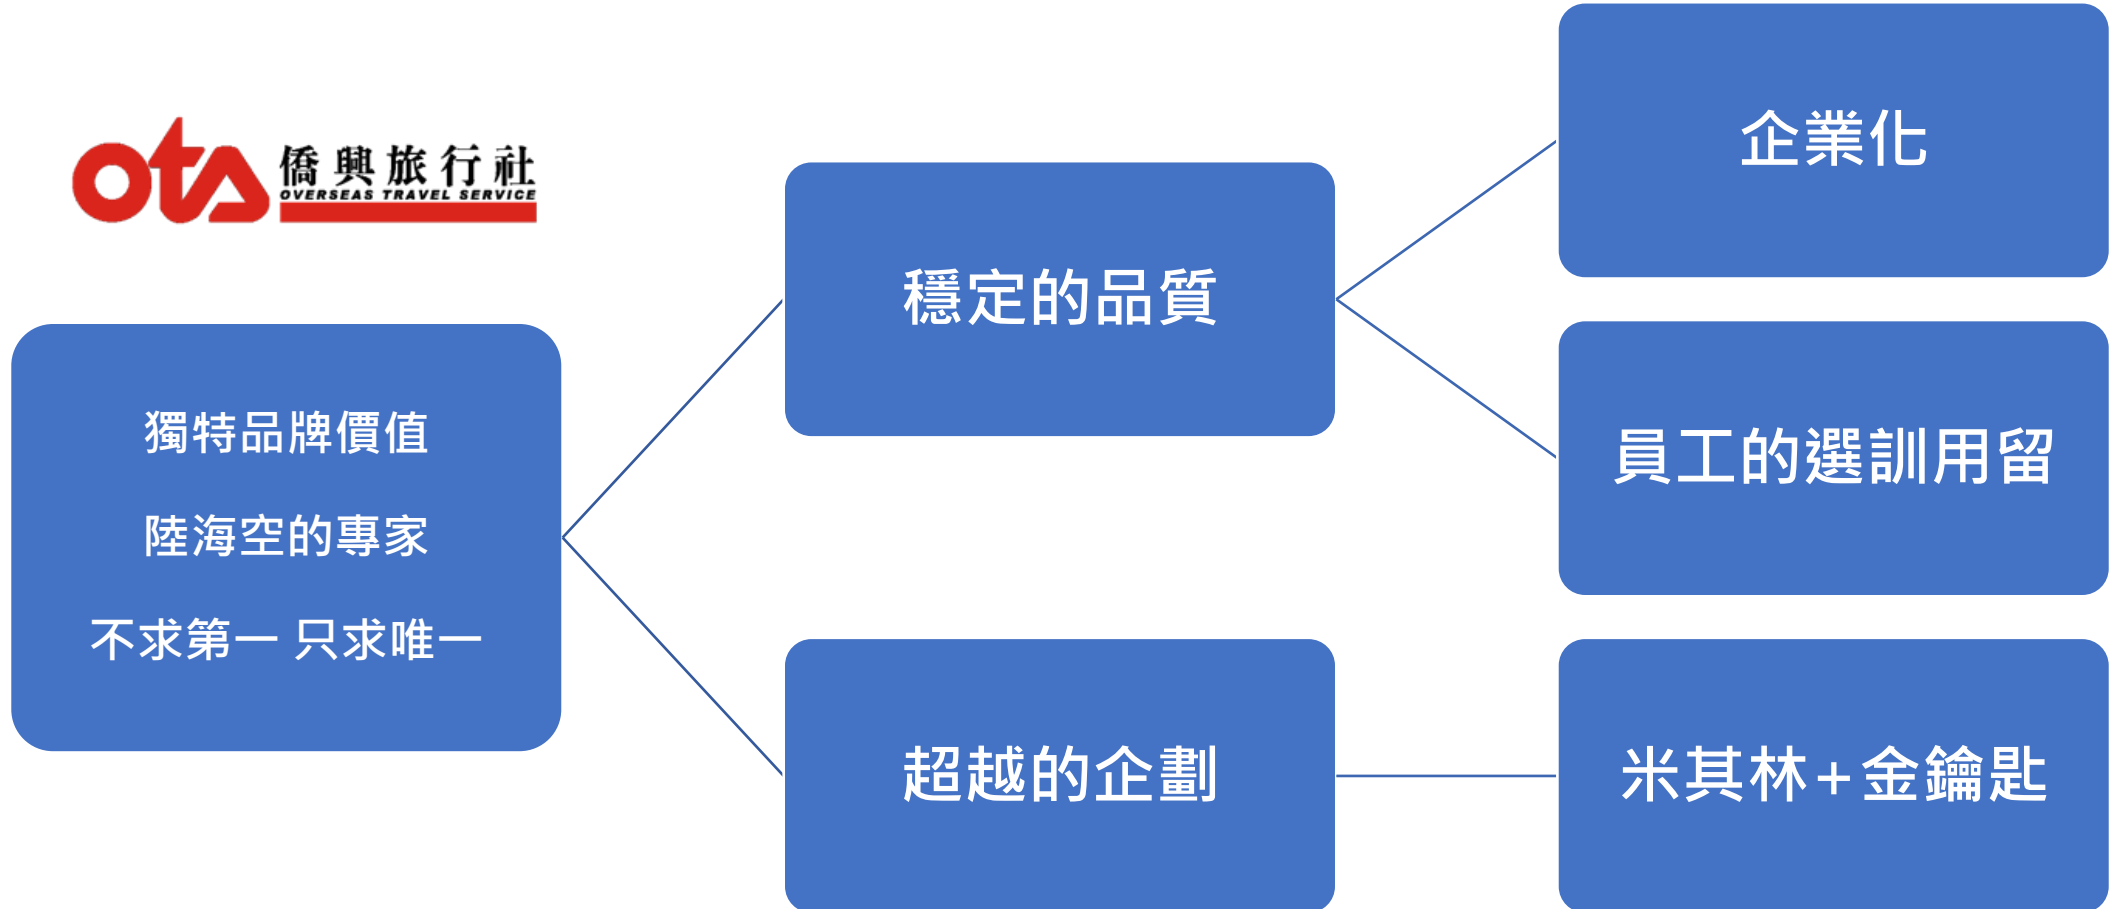 ota
僑興旅行社
OVERSEAS TRAVEL SERVICE
獨特品牌價值
陸海空的專家
不求第一 只求唯一
穩定的品質
超越的企劃
企業化
員工的選訓用留
米其林+金鑰匙